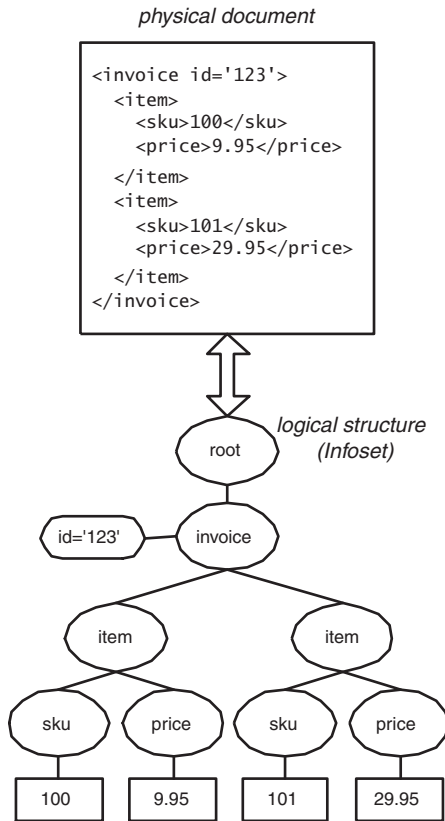 physical document
<invoice id='123'>
<item>
<sku>100</sku>
<price>9.95</price>
</item>
<item>
<sku>101</sku>
<price>29.95</price>
</item>
</invoice>
logical structure
(Infoset)
root
id='123'
invoice
item
item
sku
price
sku
price
100
9.95
101
29.95